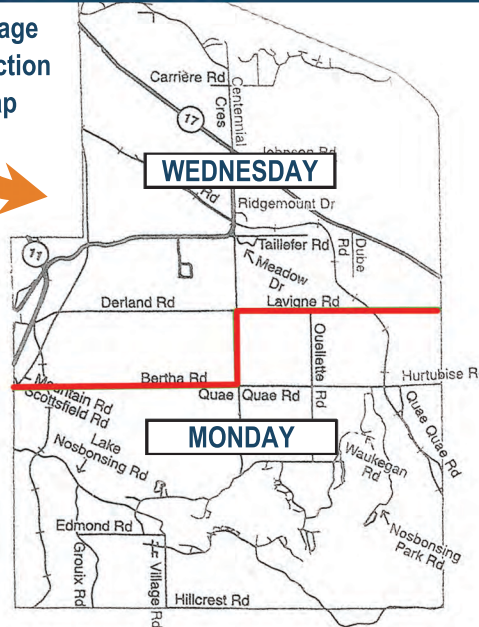 age
ction
ap
Carrière Rd
Centennial
Cres
17
Johnson Rd
WEDNESDAY
Rd
Ridgemount Dr
11
Taillefer Rd
Dube
Rd
Meadow
Dr
Derland Rd
Lavigne Rd
Ouellette
Rd
Bertha Rd
Hurtubise R
Quae Quae Rd
Mountain Rd
Scottsfield Rd
Quae Quae Rd
MONDAY
Lake
Nosbonsing Rd
Waukegan
Rd
Edmond Rd
Groulx Rd
Village Rd
Nosbonsing
Park Rd
Hillcrest Rd